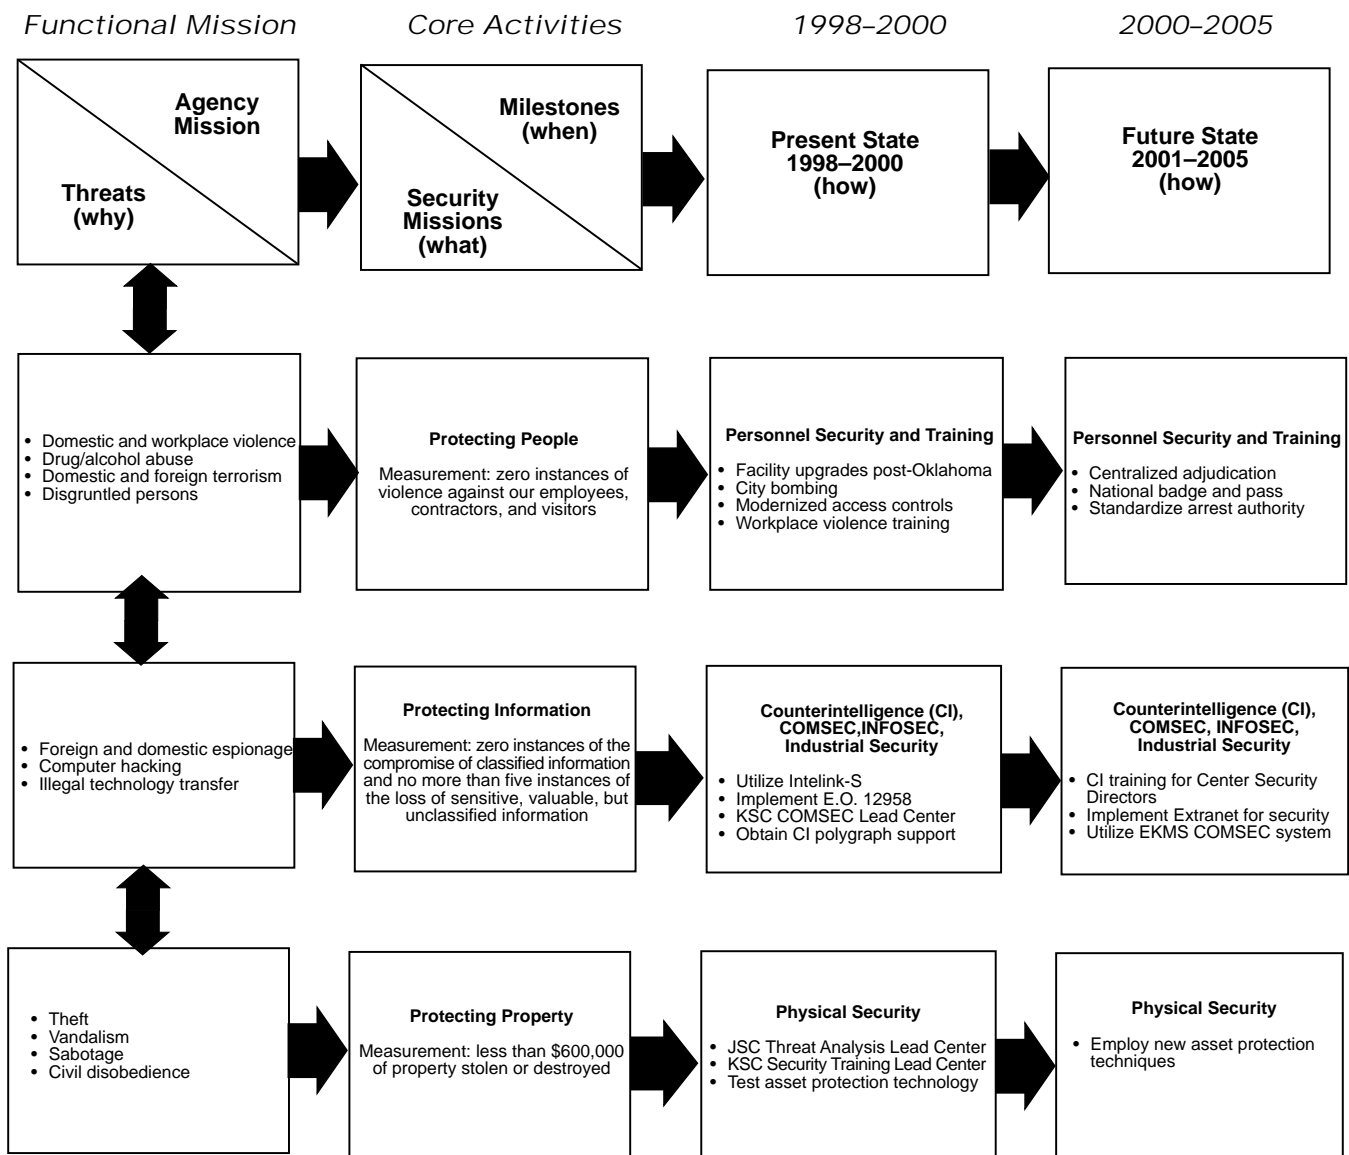 Functional Mission
Core Activities
1998–2000
2000–2005
Agency
Mission
Threats
(why)
Milestones
(when)
Security
Missions
(what)
Present State
1998–2000
(how)
Future State
2001–2005
(how)
• Domestic and workplace violence
• Drug/alcohol abuse
• Domestic and foreign terrorism
• Disgruntled persons
Protecting People
Measurement: zero instances of
violence against our employees,
contractors, and visitors
Personnel Security and Training
• Facility upgrades post-Oklahoma
• City bombing
• Modernized access controls
• Workplace violence training
Personnel Security and Training
• Centralized adjudication
• National badge and pass
• Standardize arrest authority
• Foreign and domestic espionage
• Computer hacking
• Illegal technology transfer
Protecting Information
Measurement: zero instances of the
compromise of classified information
and no more than five instances of
the loss of sensitive, valuable, but
unclassified information
Counterintelligence (CI),
COMSEC,INFOSEC,
Industrial Security
• Utilize Intelink-S
• Implement E.O. 12958
• KSC COMSEC Lead Center
• Obtain CI polygraph support
Counterintelligence (CI),
COMSEC, INFOSEC,
Industrial Security
• CI training for Center Security
Directors
• Implement Extranet for security
• Utilize EKMS COMSEC system
• Theft
• Vandalism
• Sabotage
• Civil disobedience
Protecting Property
Measurement: less than $600,000
of property stolen or destroyed
Physical Security
• JSC Threat Analysis Lead Center
• KSC Security Training Lead Center
• Test asset protection technology
Physical Security
• Employ new asset protection
techniques